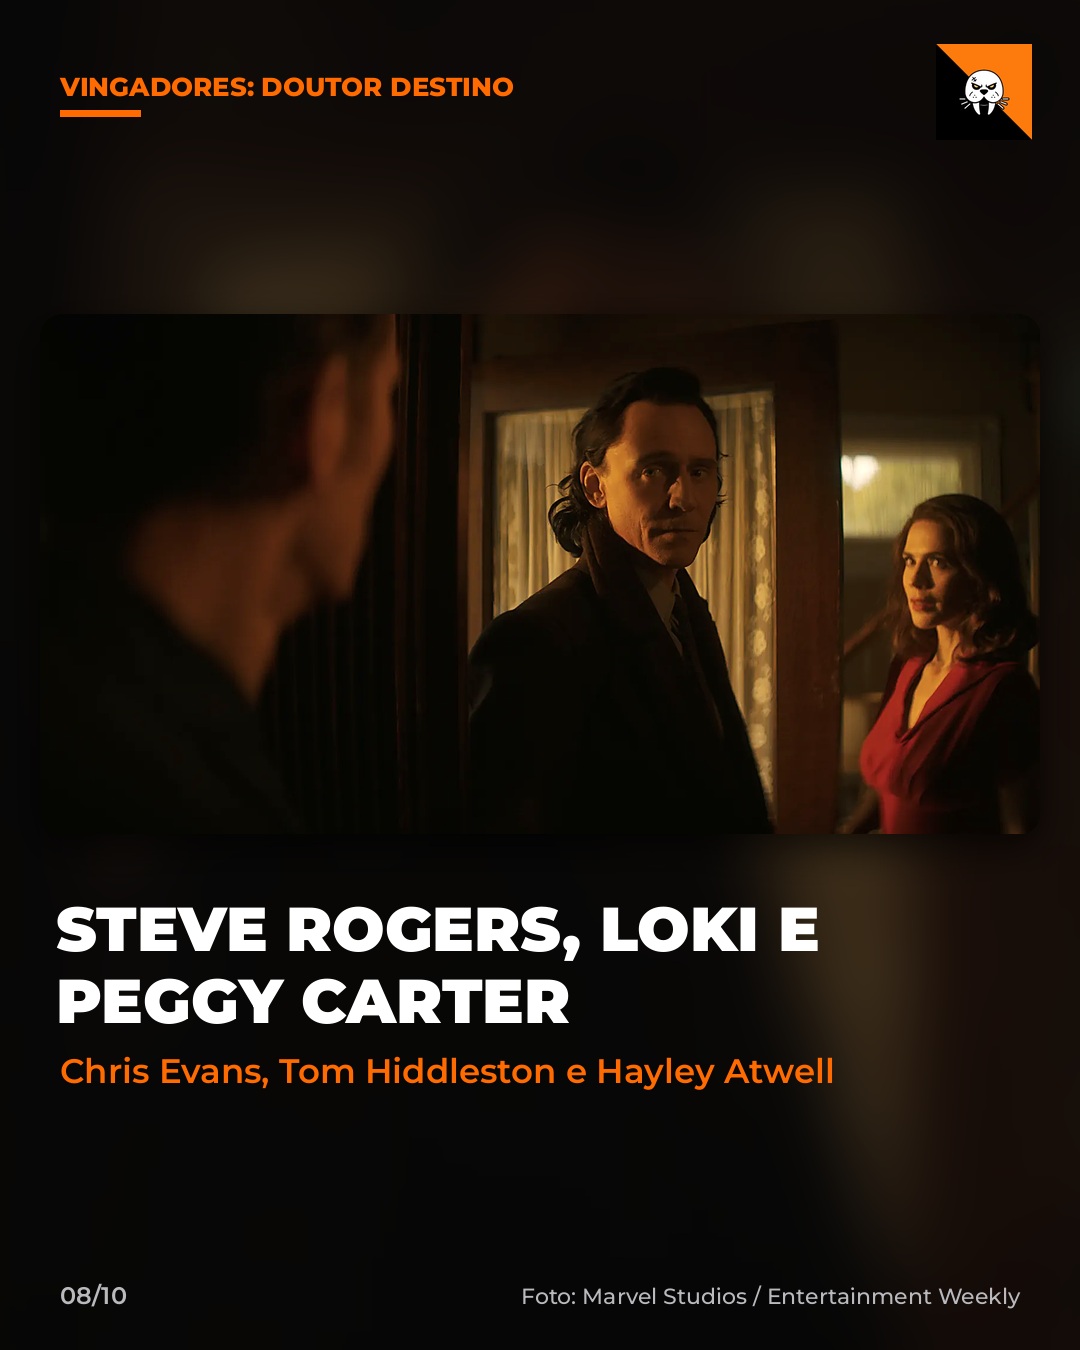 VINGADORES: DOUTOR DESTINO
STEVE ROGERS, LOKI E
PEGGY CARTER
Chris Evans, Tom Hiddleston e Hayley Atwell
08/10
Foto: Marvel Studios / Entertainment Weekly